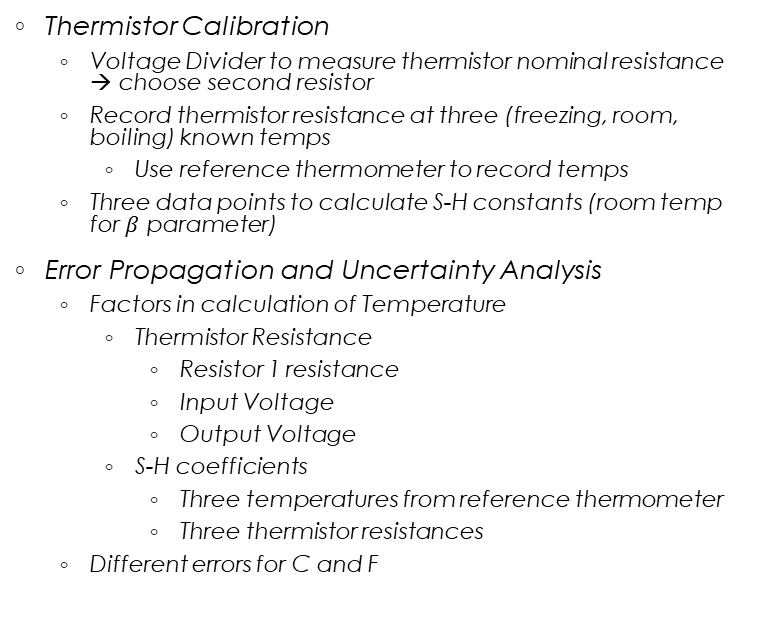 Thermistor Calibration
Voltage Divider to measure thermistor nominal resistance
→ choose second resistor
Record thermistor resistance at three (freezing, room,
boiling) known temps
Use reference thermometer to record temps
Three data points to calculate S-H constants (room temp
for β parameter)
Error Propagation and Uncertainty Analysis
Factors in calculation of Temperature
Thermistor Resistance
Resistor 1 resistance
Input Voltage
Output Voltage
S-H coefficients
Three temperatures from reference thermometer
Three thermistor resistances
Different errors for C and F